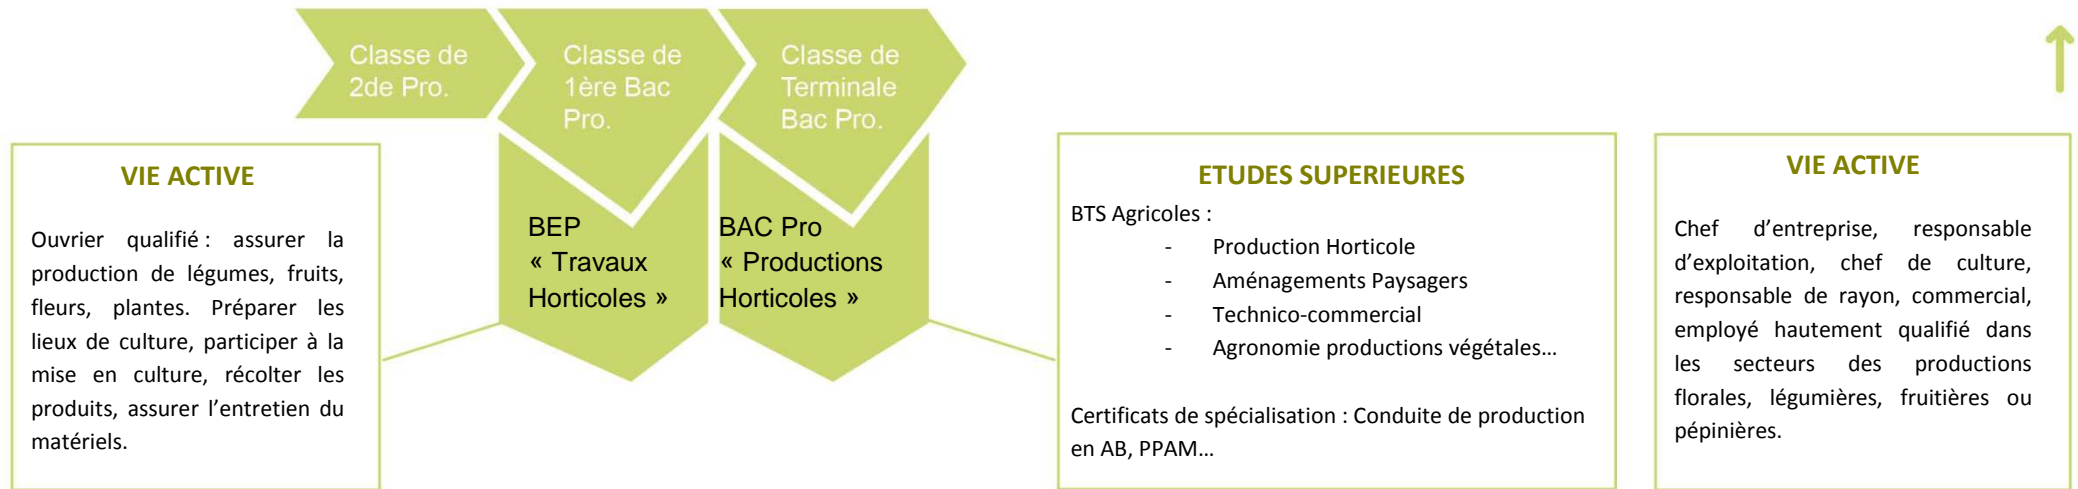 Classe de
2de Pro.
Classe de
1ère Bac
Pro.
Classe de
Terminale
Bac Pro.
VIE ACTIVE
Ouvrier qualifié : assurer la
production de légumes, fruits,
fleurs, plantes. Préparer les
lieux de culture, participer à la
mise en culture, récolter les
produits, assurer l’entretien du
matériels.
BEP
« Travaux
Horticoles »
BAC Pro
« Productions
Horticoles »
ETUDES SUPERIEURES
BTS Agricoles :
- Production Horticole
- Aménagements Paysagers
- Technico-commercial
- Agronomie productions végétales…
Certificats de spécialisation : Conduite de production
en AB, PPAM…
VIE ACTIVE
Chef d’entreprise, responsable
d’exploitation, chef de culture,
responsable de rayon, commercial,
employé hautement qualifié dans
les secteurs des productions
florales, légumières, fruitières ou
pépinières.